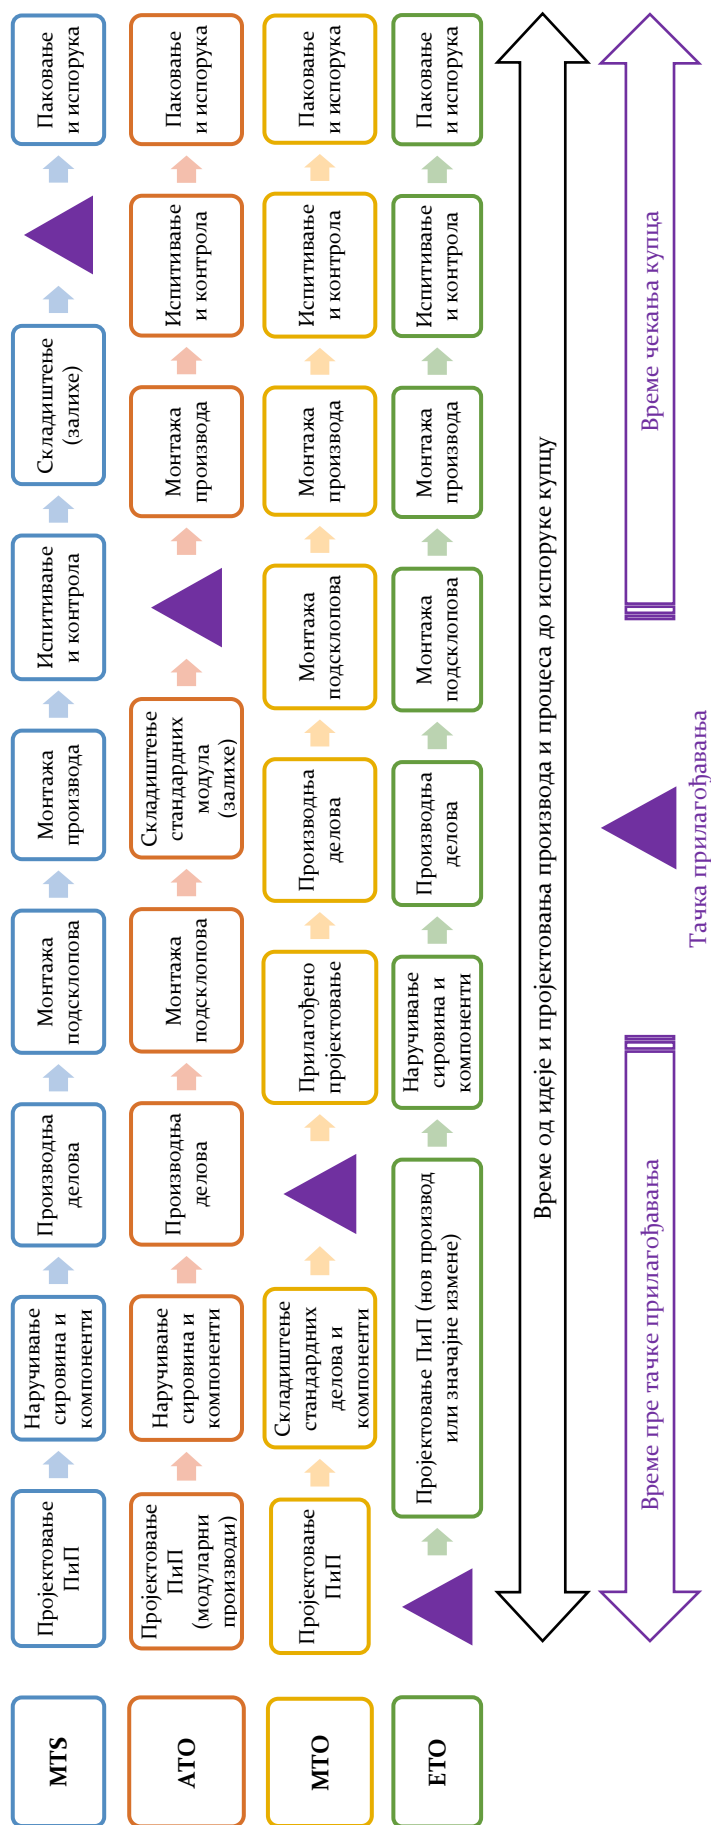 MTS
Пројектовање
ПиП
Наручивање
сировина и
компоненти
Производња
делова
Монтажа
подсклопова
Монтажа
производа
Испитивање
и контрола
Складиштење
(залихе)
Паковање
и испорука
ATO
Пројектовање
ПиП
(модуларни
производи)
Наручивање
сировина и
компоненти
Производња
делова
Монтажа
подсклопова
Складиштење
стандардних
модула
(залихе)
Монтажа
производа
Испитивање
и контрола
Паковање
и испорука
MTO
Пројектовање
ПиП
Складиштење
стандардних
делова и
компоненти
Прилагођено
пројектовање
Производња
делова
Монтажа
подсклопова
Монтажа
производа
Испитивање
и контрола
Паковање
и испорука
ETO
Пројектовање ПиП (нов производ
или значајне измене)
Наручивање
сировина и
компоненти
Производња
делова
Монтажа
подсклопова
Монтажа
производа
Испитивање
и контрола
Паковање
и испорука
Време од идеје и пројектовања производа и процеса до испоруке купцу
Време пре тачке прилагођавања
Време чекања купца
Тачка прилагођавања